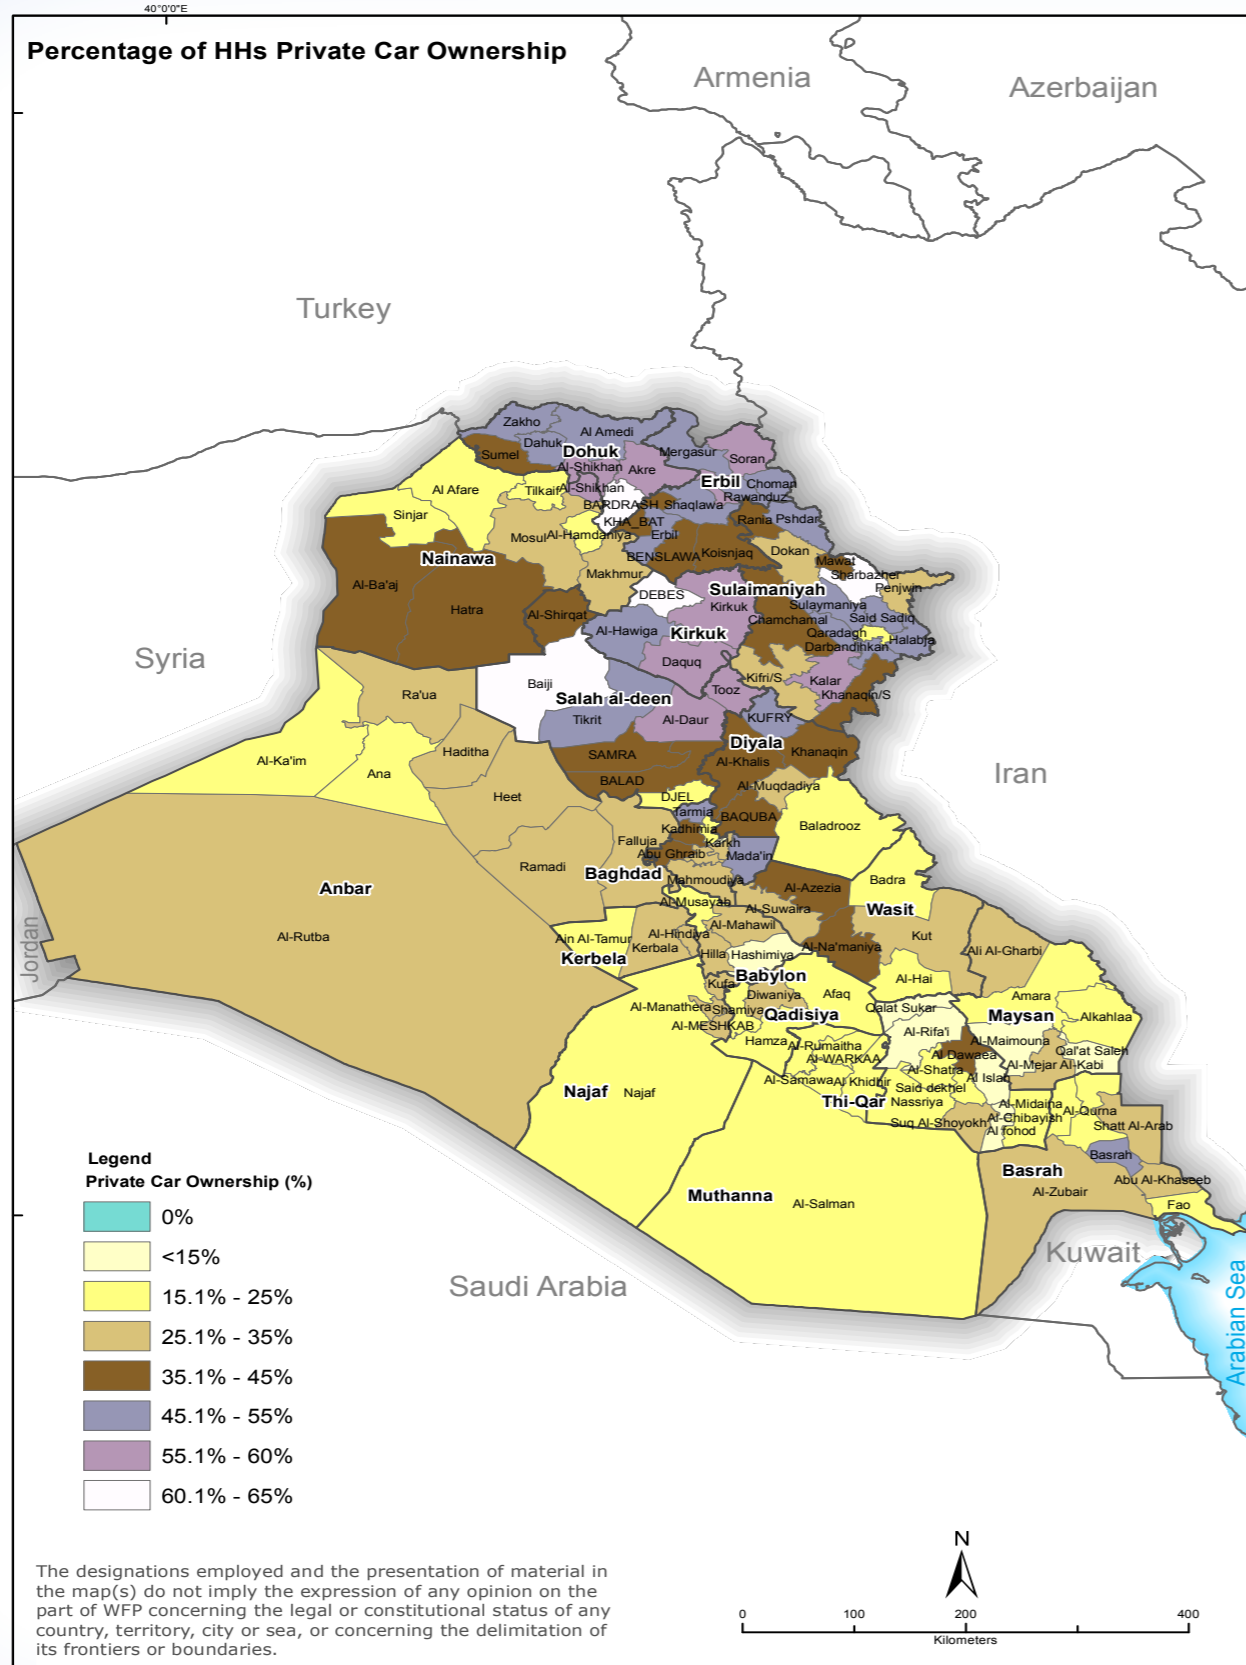 40°0'0"E
Percentage of HHs Private Car Ownership
Armenia
Azerbaijan
Turkey
Syria
Iran
Jordan
Saudi Arabia
Kuwait
Arabian Sea
Zakho
Al Amedi
Dahuk
Dohuk
Sumel
Mergasur
Soran
Al-Shikhan
Akre
Al-Shikhan
Erbil
Choman
Rawanduz
Al Afare
Tilkaif
BARDRASH
Shaqlawa
Sinjar
KHA_BAT
Rania
Pshdar
Mosul
Al-Hamdaniya
Erbil
Nainawa
BENSLAWA
Koisnjaq
Dokan
Mawat
Al-Ba'aj
Makhmur
Sharbazher
Penjwin
DEBES
Sulaimaniyah
Hatra
Al-Shirqat
Kirkuk
Sulaymaniya
Chamchamal
Said Sadiq
Al-Hawiga
Kirkuk
Qaradagh
Halabja
Darbandihkan
Daquq
Kifri/S
Kalar
Baiji
Salah al-deen
Tooz
Khanaqin/S
Ra'ua
Tikrit
Al-Daur
KUFRY
Diyala
Haditha
SAMRA
Khanaqin
Al-Ka'im
Al-Khalis
Ana
BALAD
Al-Muqdadiya
Heet
DJEL
Tarmia
BAQUBA
Baladrooz
Kadhimia
Falluja
Karkh
Abu Ghraib
Mada'in
Ramadi
Baghdad
Mahmoudiya
Anbar
Al-Azezia
Badra
Al-Musayab
Al-Suwaira
Wasit
Al-Rutba
Al-Mahawil
Ain Al-Tamur
Al-Hindiya
Kerbala
Kut
Al-Na'maniya
Ali Al-Gharbi
Kerbela
Hilla
Hashimiya
Babylon
Al-Hai
Kufa
Diwaniya
Afaq
Amara
Al-Manathera
Shamiya
Qalat Sukar
Qadisiya
Maysan
Alkahlaa
Al-MESHKAB
Al-Rifa'i
Al-Maimouna
Hamza
Al-Rumaitha
Al Dawaea
Qal'at Saleh
Al-WARKAA
Al-Mejar
Al-Kabi
Al-Shatra
Al-Samawa
Al Khidhir
Al Islah
Najaf
Najaf
Said dekhel
Thi-Qar
Nassriya
Al-Midaina
Suq Al-Shoyokh
Al-Chibayish
Al-Qurna
Al fohod
Shatt Al-Arab
Basrah
Basrah
Abu Al-Khaseeb
Muthanna
Al-Salman
Al-Zubair
Fao
Legend
Private Car Ownership (%)
0%
<15%
15.1% - 25%
25.1% - 35%
35.1% - 45%
45.1% - 55%
55.1% - 60%
60.1% - 65%
The designations employed and the presentation of material in
the map(s) do not imply the expression of any opinion on the
part of WFP concerning the legal or constitutional status of any
country, territory, city or sea, or concerning the delimitation of
its frontiers or boundaries.
N
0 100 200 400
Kilometers